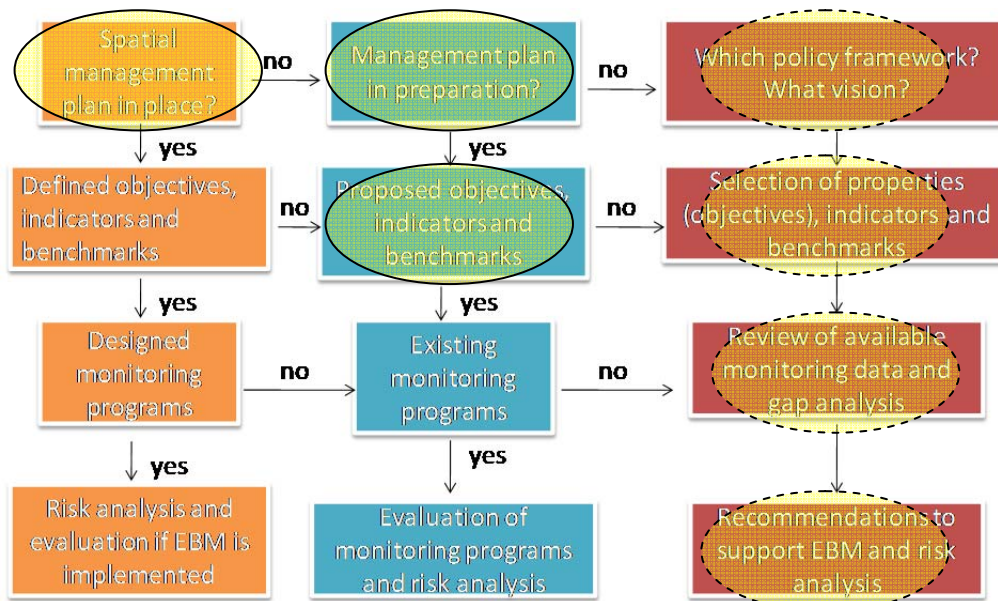 Spatial
management
plan in place?
no
Management plan
in preparation?
no
Which policy framework?
What vision?
yes
yes
Defined objectives,
indicators and
benchmarks
no
Proposed objectives,
indicators and
benchmarks
no
Selection of properties
(objectives), indicators and
benchmarks
yes
yes
Designed
monitoring
programs
no
Existing
monitoring
programs
no
Review of available
monitoring data and
gap analysis
yes
yes
Risk analysis and
evaluation if EBM is
implemented
Evaluation of
monitoring programs
and risk analysis
Recommendations to
support EBM and risk
analysis